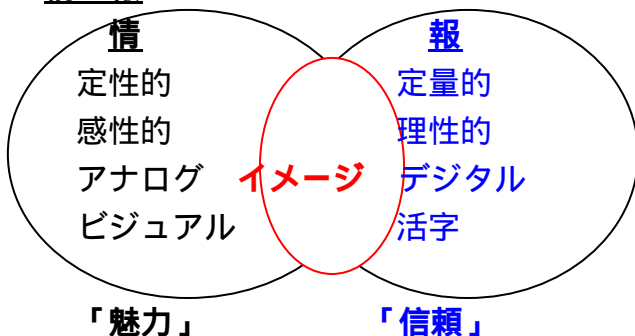 情 報
定性的 定量的
感性的 理性的
アナログ イメージ デジタル
ビジュアル 活字
「魅力」 「信頼」